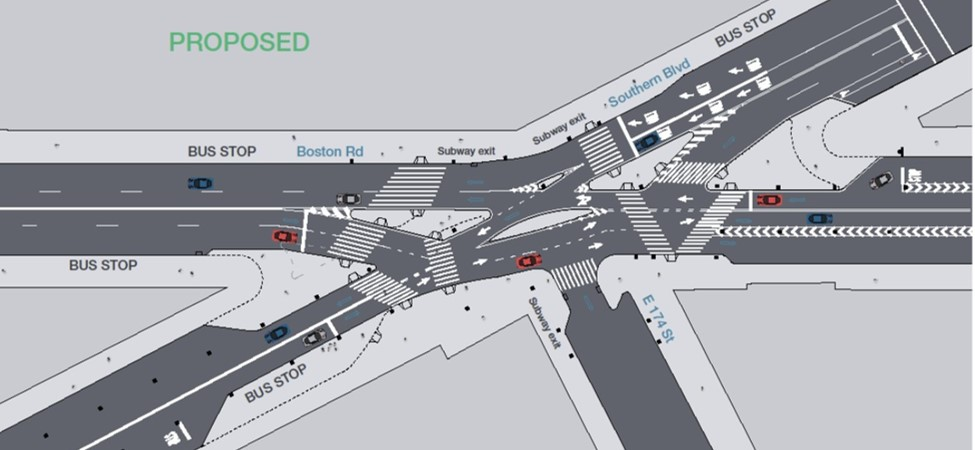 PROPOSED
BUS STOP
Southern Blvd
Subway exit
BUS STOP
Boston Rd
Subway exit
BUS STOP
Subway exit
E 174 St
BUS STOP